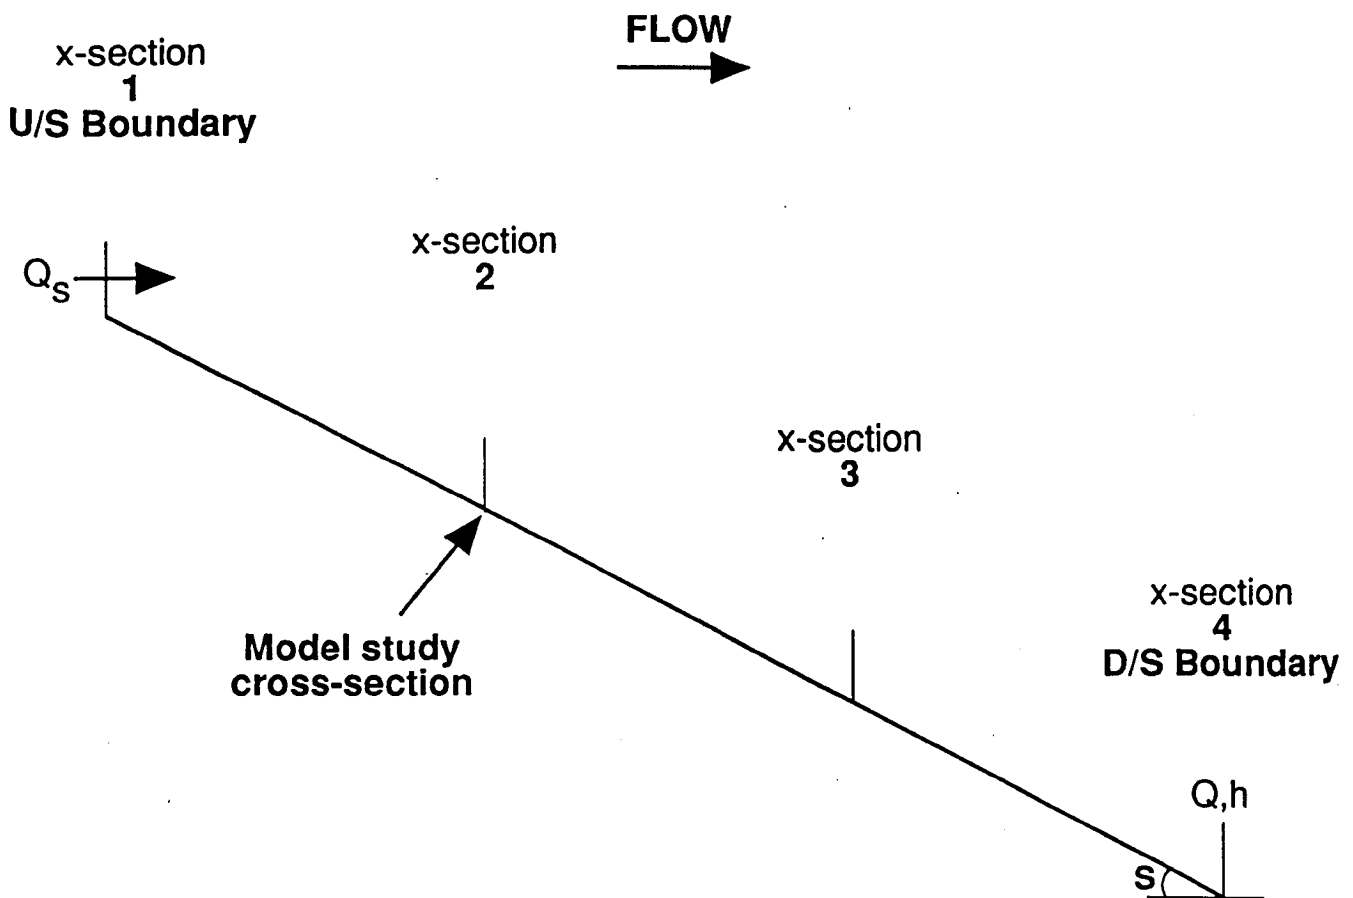 FLOW
x-section
1
U/S Boundary
x-section
2
Qs
x-section
3
Model study
cross-section
x-section
4
D/S Boundary
Q,h
S